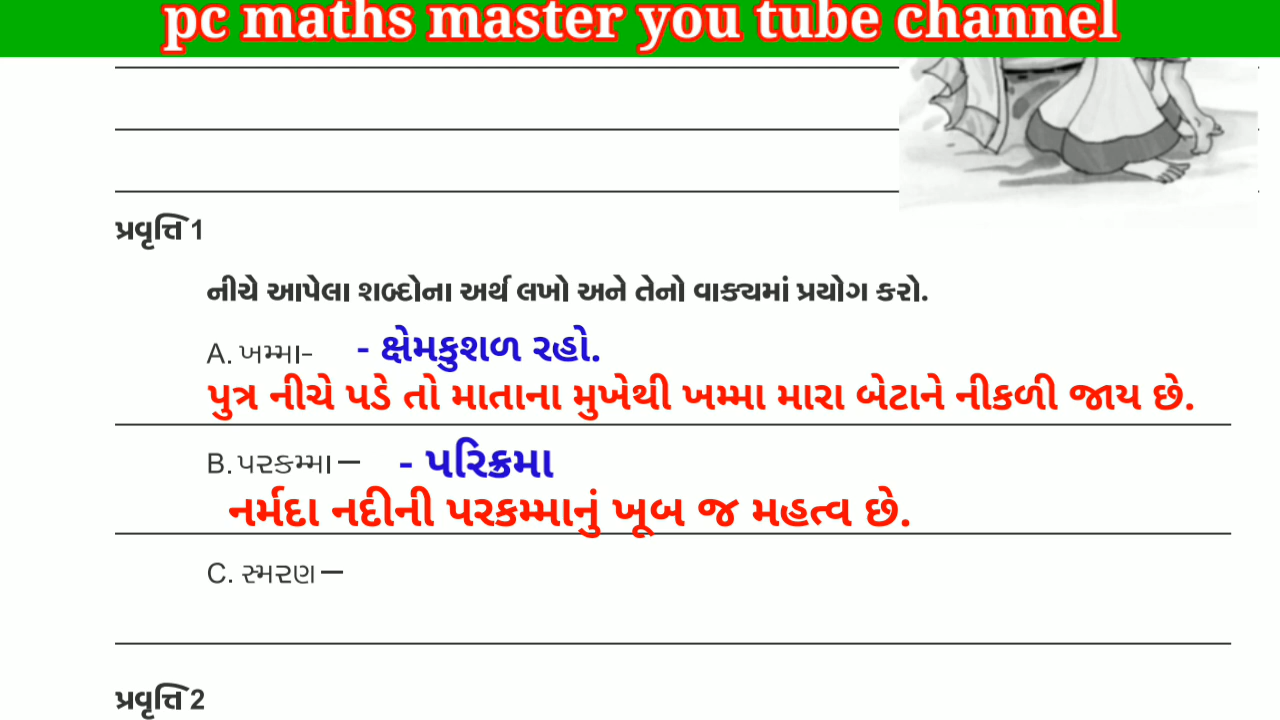 pc maths master you tube channel
પ્રવૃત્તિ 1
નીચે આપેલા શબ્દોના અર્થ લખો અને તેનો વાક્યમાં પ્રયોગ કરો.
A. ખમ્મા- - ક્ષેમકુશળ રહો.
પુત્ર નીચે પડે તો માતાના મુખેથી ખમ્મા મારા બેટાને નીકળી જાય છે.
B. પરકમ્મા – - પરિક્રમા
નર્મદા નદીની પરકમ્માનું ખૂબ જ મહત્વ છે.
C. સ્મરણ –
પ્રવૃત્તિ 2